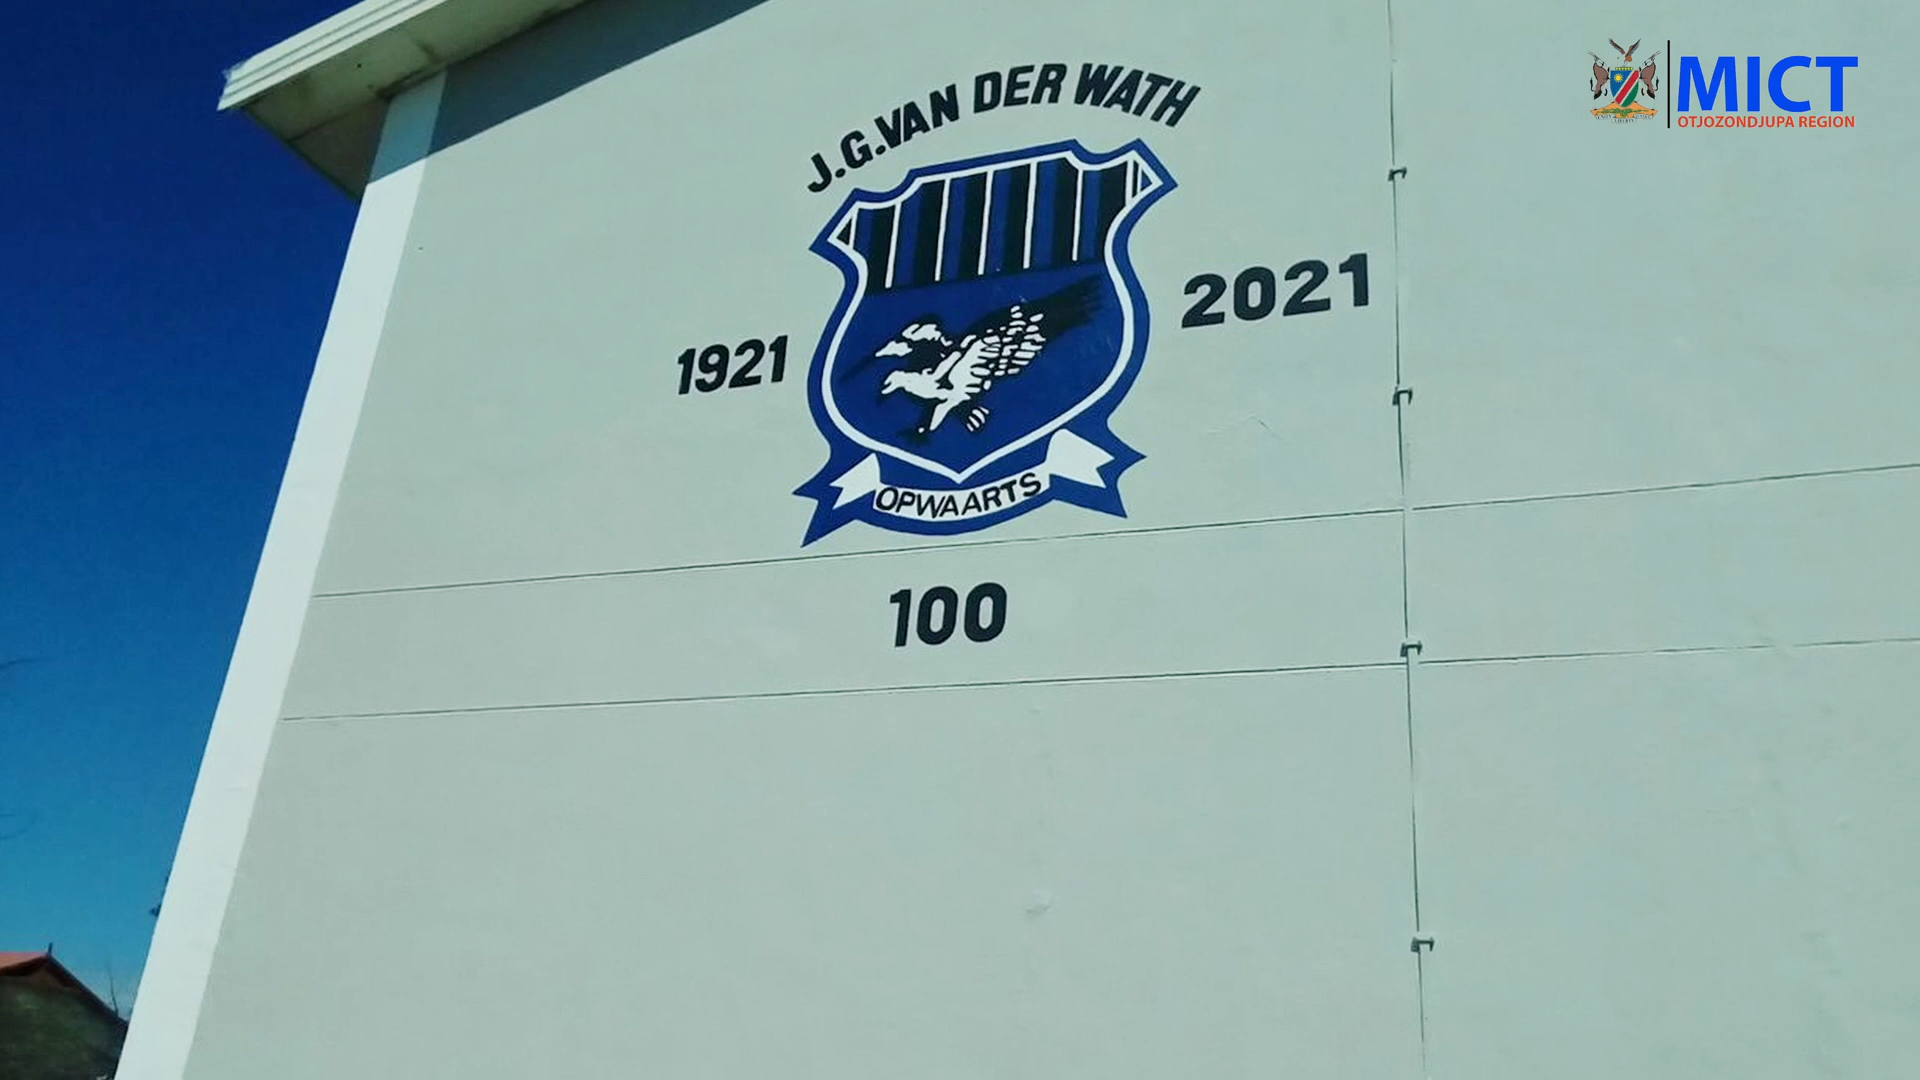 MICT
OTJOZONDJUPA REGION
J.G.VAN DER WATH
1921
2021
OPWAARTS
100